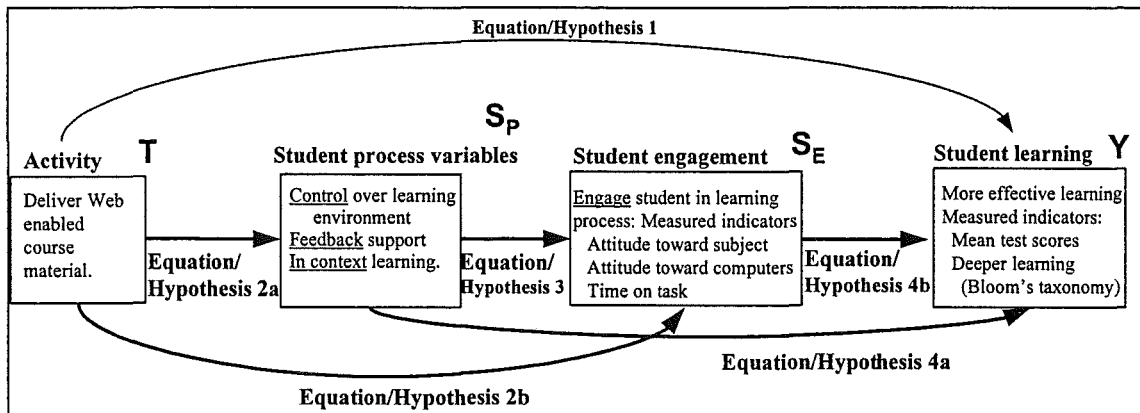 Equation/Hypothesis 1
Activity
T
Deliver Web
enabled
course
material.
Equation/
Hypothesis 2a
Student process variables
S_P
Control over learning
environment
Feedback support
In context learning.
Equation/
Hypothesis 3
Student engagement
S_E
Engage student in learning
process: Measured indicators
Attitude toward subject
Attitude toward computers
Time on task
Equation/
Hypothesis 4b
Student learning
Y
More effective learning
Measured indicators:
Mean test scores
Deeper learning
(Bloom's taxonomy)
Equation/Hypothesis 4a
Equation/Hypothesis 2b